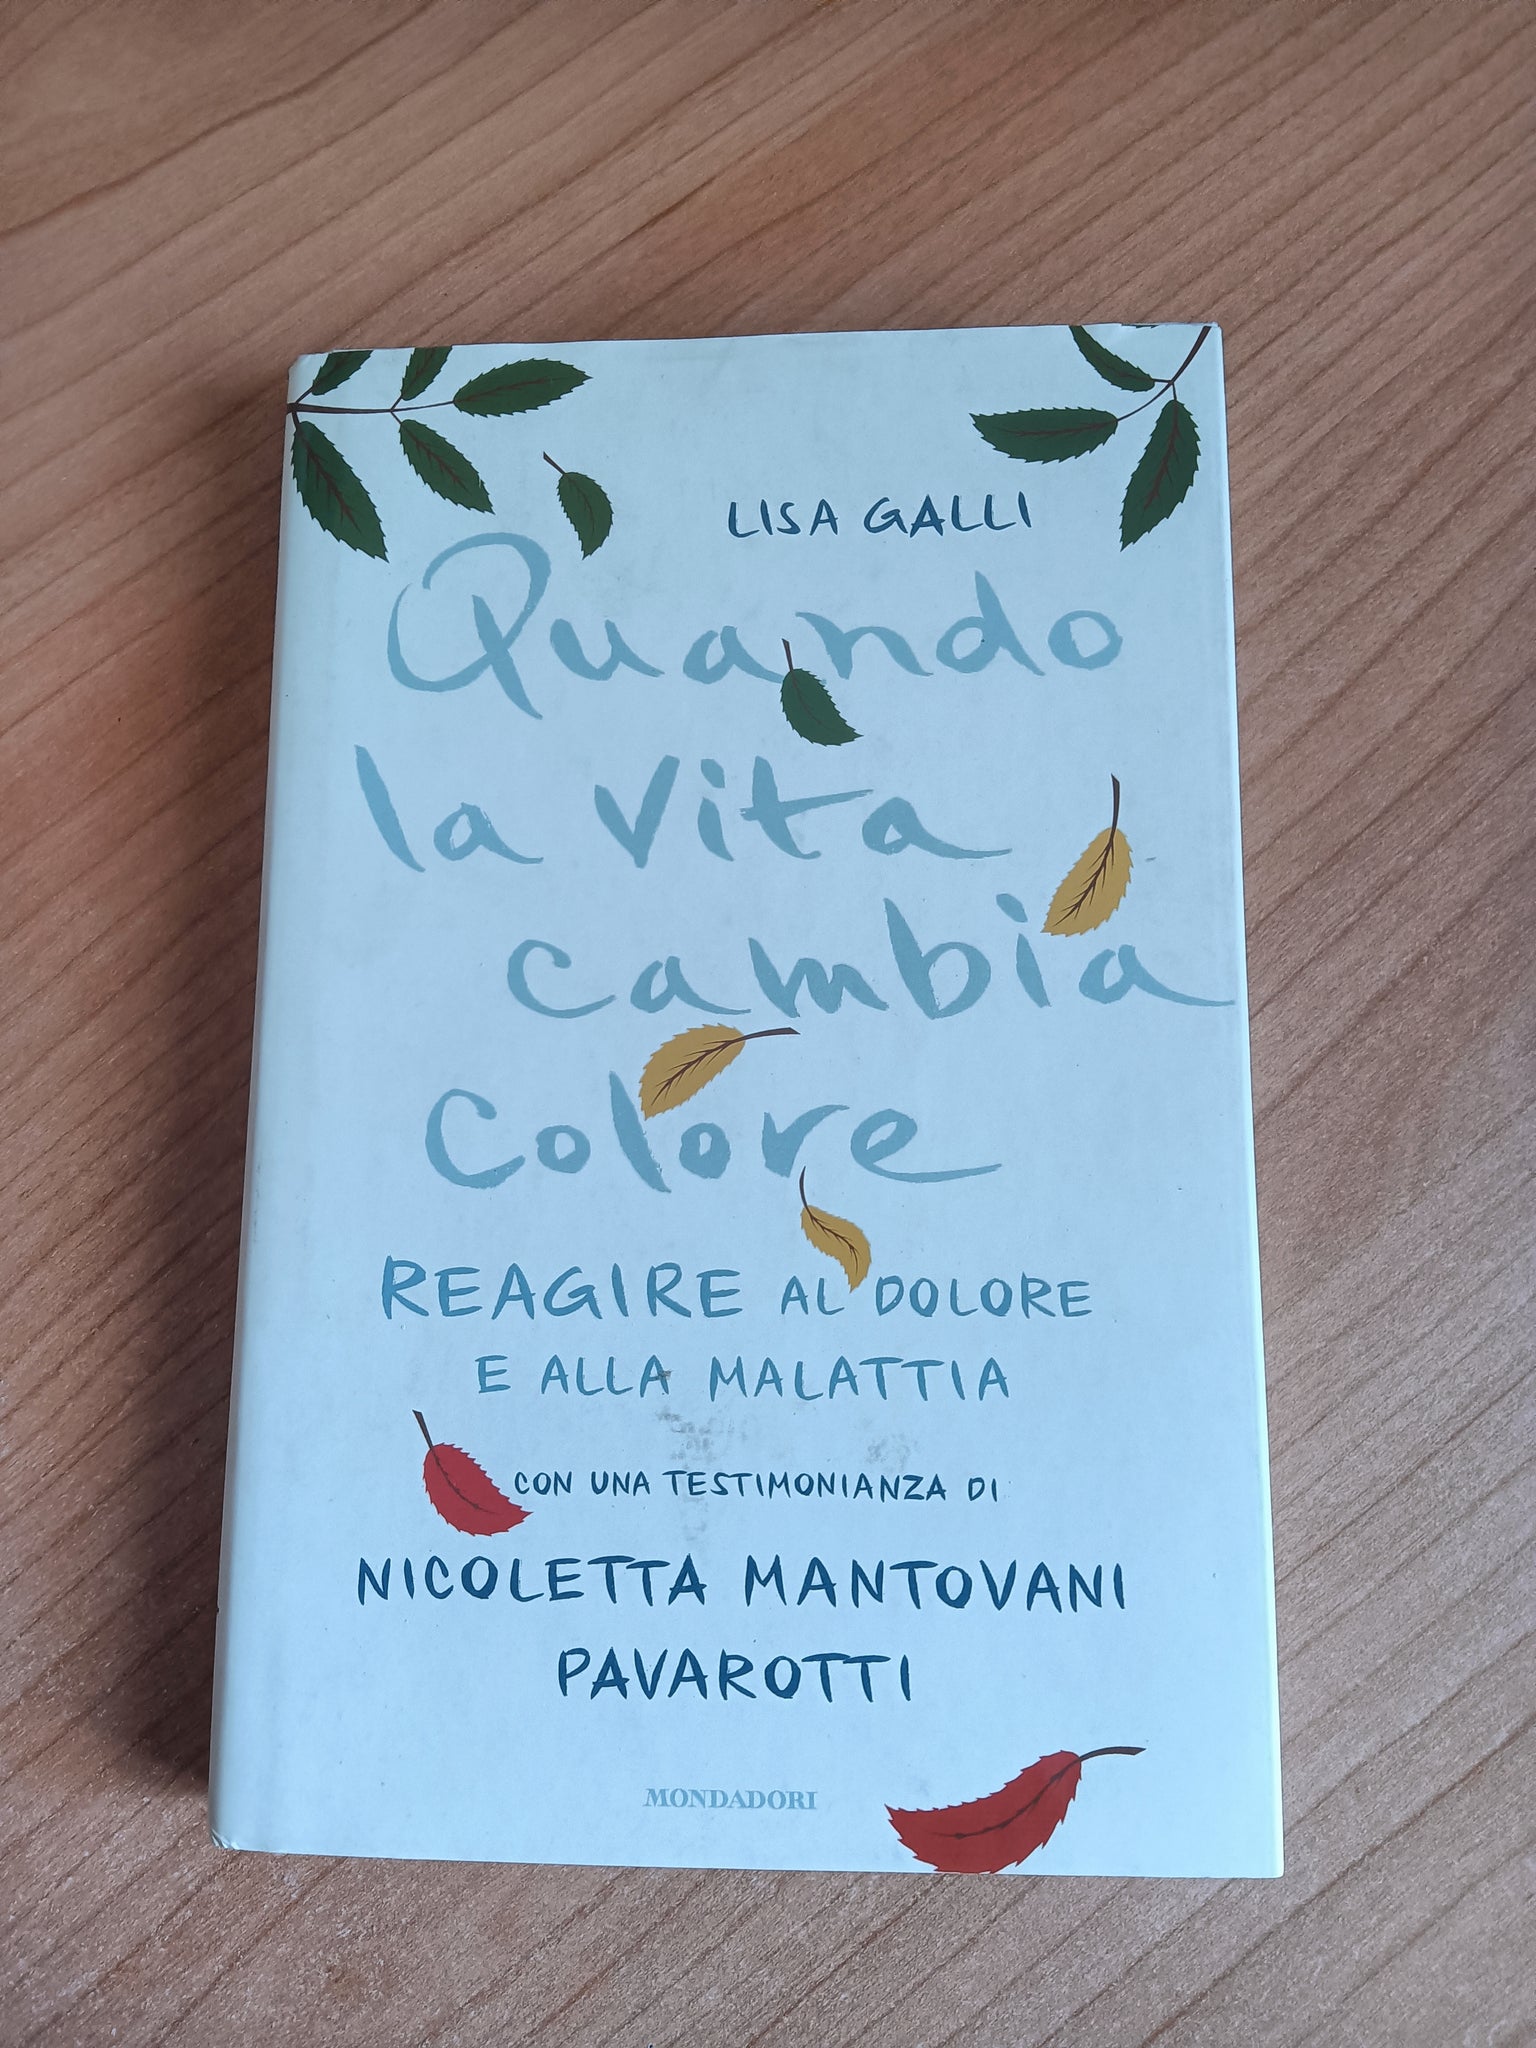 LISA GALLI
Quando
la vita
cambia
colore
REAGIRE AL DOLORE
E ALLA MALATTIA
CON UNA TESTIMONIANZA DI
NICOLETTA MANTOVANI
PAVAROTTI
MONDADORI